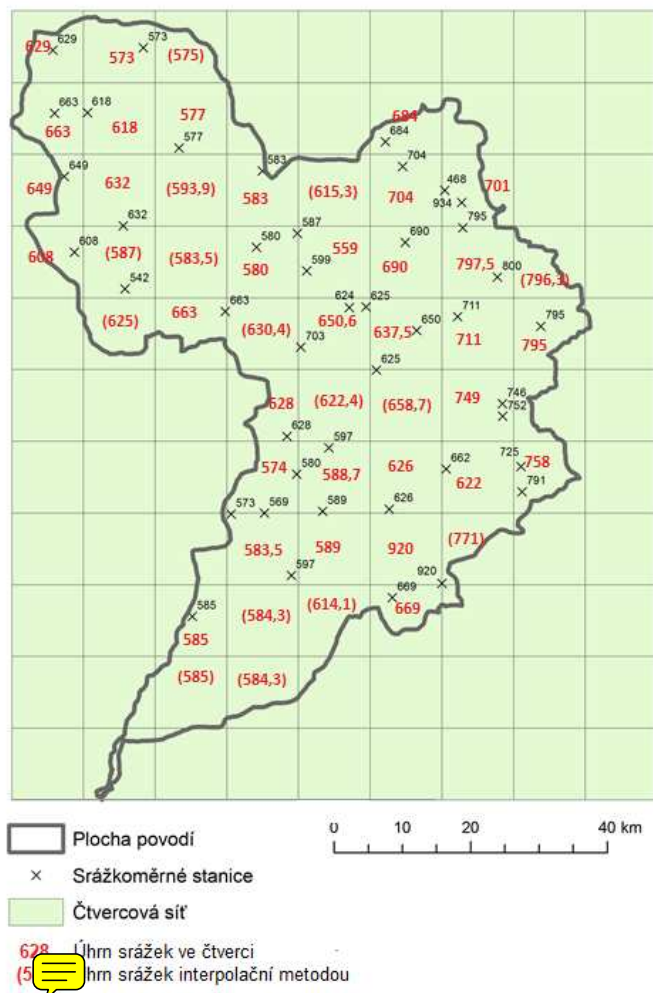 629 629 573 573 (575)
663 618 663 618 577 577 684 684
583 704
649 649 632 (593,9) 583 (615,3) 704 468 701
934
632 587 795
608 608 (587) (583,5) 580 580 559 690 690 797,5 800 (796,3)
599
542
(625) 663 663 (630,4) 624 625 650,6 637,5 650 711 711 795 795
703
625
628 (622,4) (658,7) 749 746
752
628 597
574 580 588,7 626 662 622 725 758
791
573 569 589 626
583,5 589 920 (771)
597 920
585 (584,3) (614,1) 669 669
585
(585) (584,3)
0 10 20 40 km
Plocha povodí
Srážkoměrné stanice
Čtvercová síť
628 Úhrn srážek ve čtverci
hrn srážek interpolační metodou